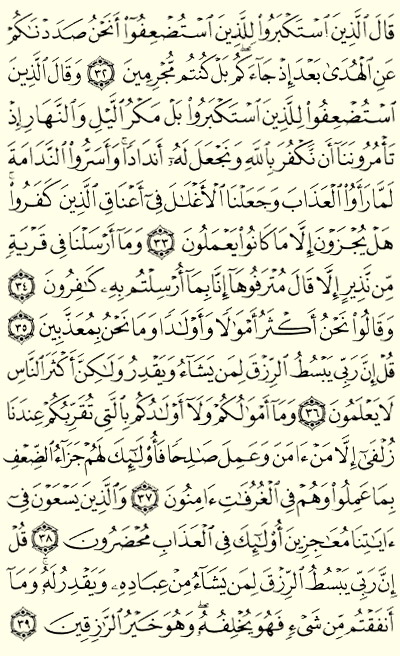 قَالَ ٱلَّذِينَ ٱسۡتَكۡبَرُواْ لِلَّذِينَ ٱسۡتُضۡعِفُوٓاْ أَنَحۡنُ صَدَدۡنَٰكُمۡ
عَنِ ٱلۡهُدَىٰ بَعۡدَ إِذۡ جَآءَكُمۖ بَلۡ كُنتُم مُّجۡرِمِينَ ٣٢ وَقَالَ ٱلَّذِينَ
ٱسۡتُضۡعِفُواْ لِلَّذِينَ ٱسۡتَكۡبَرُواْ بَلۡ مَكۡرُ ٱلَّيۡلِ وَٱلنَّهَارِ إِذۡ
تَأۡمُرُونَنَآ أَن نَّكۡفُرَ بِٱللَّهِ وَنَجۡعَلَ لَهُۥٓ أَندَادٗاۚ وَأَسَرُّواْ ٱلنَّدَامَةَ
لَمَّا رَأَوُاْ ٱلۡعَذَابَ وَجَعَلۡنَا ٱلۡأَغۡلَٰلَ فِيٓ أَعۡنَاقِ ٱلَّذِينَ كَفَرُواْۚ
هَلۡ يُجۡزَوۡنَ إِلَّا مَا كَانُواْ يَعۡمَلُونَ ٣٣ وَمَآ أَرۡسَلۡنَا فِي قَرۡيَةٖ
مِّن نَّذِيرٍ إِلَّا قَالَ مُتۡرَفُوهَآ إِنَّا بِمَآ أُرۡسِلۡتُم بِهِۦ كَٰفِرُونَ ٣٤
وَقَالُواْ نَحۡنُ أَكۡثَرُ أَمۡوَٰلٗا وَأَوۡلَٰدٗا وَمَا نَحۡنُ بِمُعَذَّبِينَ ٣٥
قُلۡ إِنَّ رَبِّي يَبۡسُطُ ٱلرِّزۡقَ لِمَن يَشَآءُ وَيَقۡدِرُ وَلَٰكِنَّ أَكۡثَرَ ٱلنَّاسِ
لَا يَعۡلَمُونَ ٣٦ وَمَآ أَمۡوَٰلُكُمۡ وَلَآ أَوۡلَٰدُكُم بِٱلَّتِي تُقَرِّبُكُمۡ عِندَنَا
زُلۡفَىٰٓ إِلَّا مَنۡ ءَامَنَ وَعَمِلَ صَٰلِحٗا فَأُوْلَٰٓئِكَ لَهُمۡ جَزَآءُ ٱلضِّعۡفِ
بِمَا عَمِلُواْ وَهُمۡ فِي ٱلۡغُرُفَٰتِ ءَامِنُونَ ٣٧ وَٱلَّذِينَ يَسۡعَوۡنَ فِيٓ
ءَايَٰتِنَا مُعَٰجِزِينَ أُوْلَٰٓئِكَ فِي ٱلۡعَذَابِ مُحۡضَرُونَ ٣٨ قُلۡ
إِنَّ رَبِّي يَبۡسُطُ ٱلرِّزۡقَ لِمَن يَشَآءُ مِنۡ عِبَادِهِۦ وَيَقۡدِرُ لَهُۥۚ وَمَآ
أَنفَقۡتُم مِّن شَيۡءٖ فَهُوَ يُخۡلِفُهُۥۖ وَهُوَ خَيۡرُ ٱلرَّٰزِقِينَ ٣٩